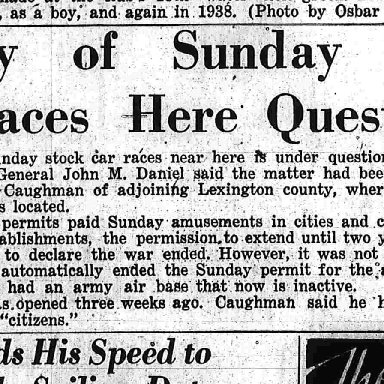 , as a boy, and again in 1938. (Photo by Osbar
y of Sunday
aces Here Ques
nday stock car races near here is under question
General John M. Daniel said the matter had bee
Caughman of adjoining Lexington county, wher
s located.
permits paid Sunday amusements in cities and c
ablishments, the permission to extend until two y
to declare the war ended. However, it was not
automatically ended the Sunday permit for the a
had an army air base that now is inactive.
s opened three weeks ago. Caughman said he h
"citizens."
ds His Speed to